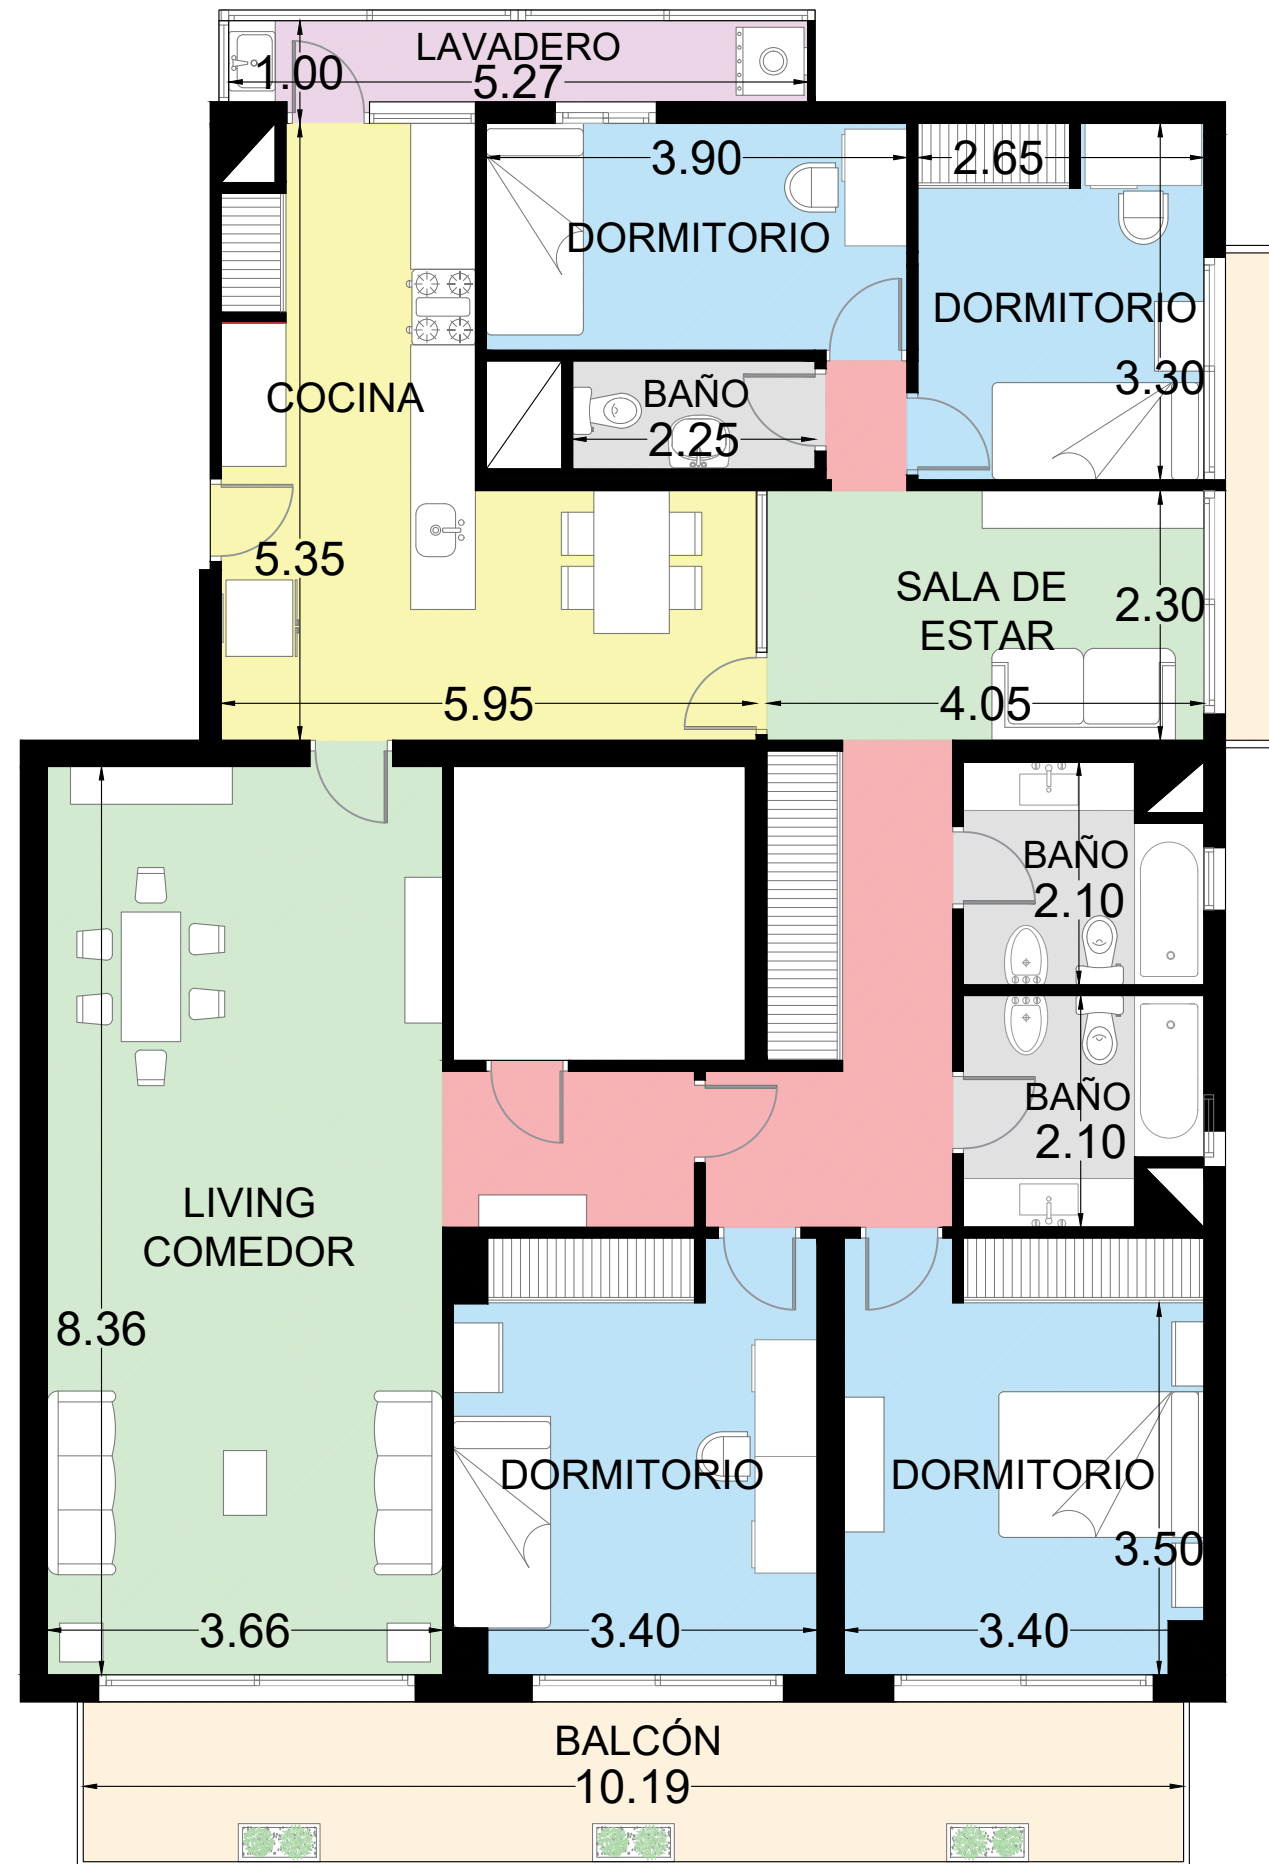 LAVADERO
1.00
5.27
3.90
2.65
DORMITORIO
DORMITORIO
3.30
BAÑO
2.25
COCINA
5.35
SALA DE
ESTAR
2.30
5.95
4.05
BAÑO
2.10
BAÑO
2.10
LIVING
COMEDOR
8.36
DORMITORIO
DORMITORIO
3.50
3.66
3.40
3.40
BALCÓN
10.19